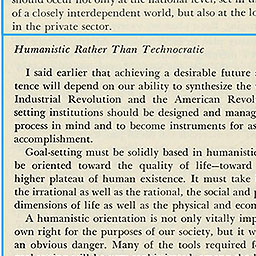 should occur not only at the national level, set in the
of a closely interdependent world, but also at the lo
in the private sector.
Humanistic Rather Than Technocratic
I said earlier that achieving a desirable future
tence will depend on our ability to synthesize the
Industrial Revolution and the American Revol
setting institutions should be designed and manag
process in mind and to become instruments for as
accomplishment.
Goal-setting must be solidly based in humanistic
be oriented toward the quality of life—toward
higher plateau of human existence. It must take
the irrational as well as the rational, the social and p
dimensions of life as well as the physical and econ
A humanistic orientation is not only vitally imp
own right for the purposes of our society, but it w
an obvious danger. Many of the tools required f